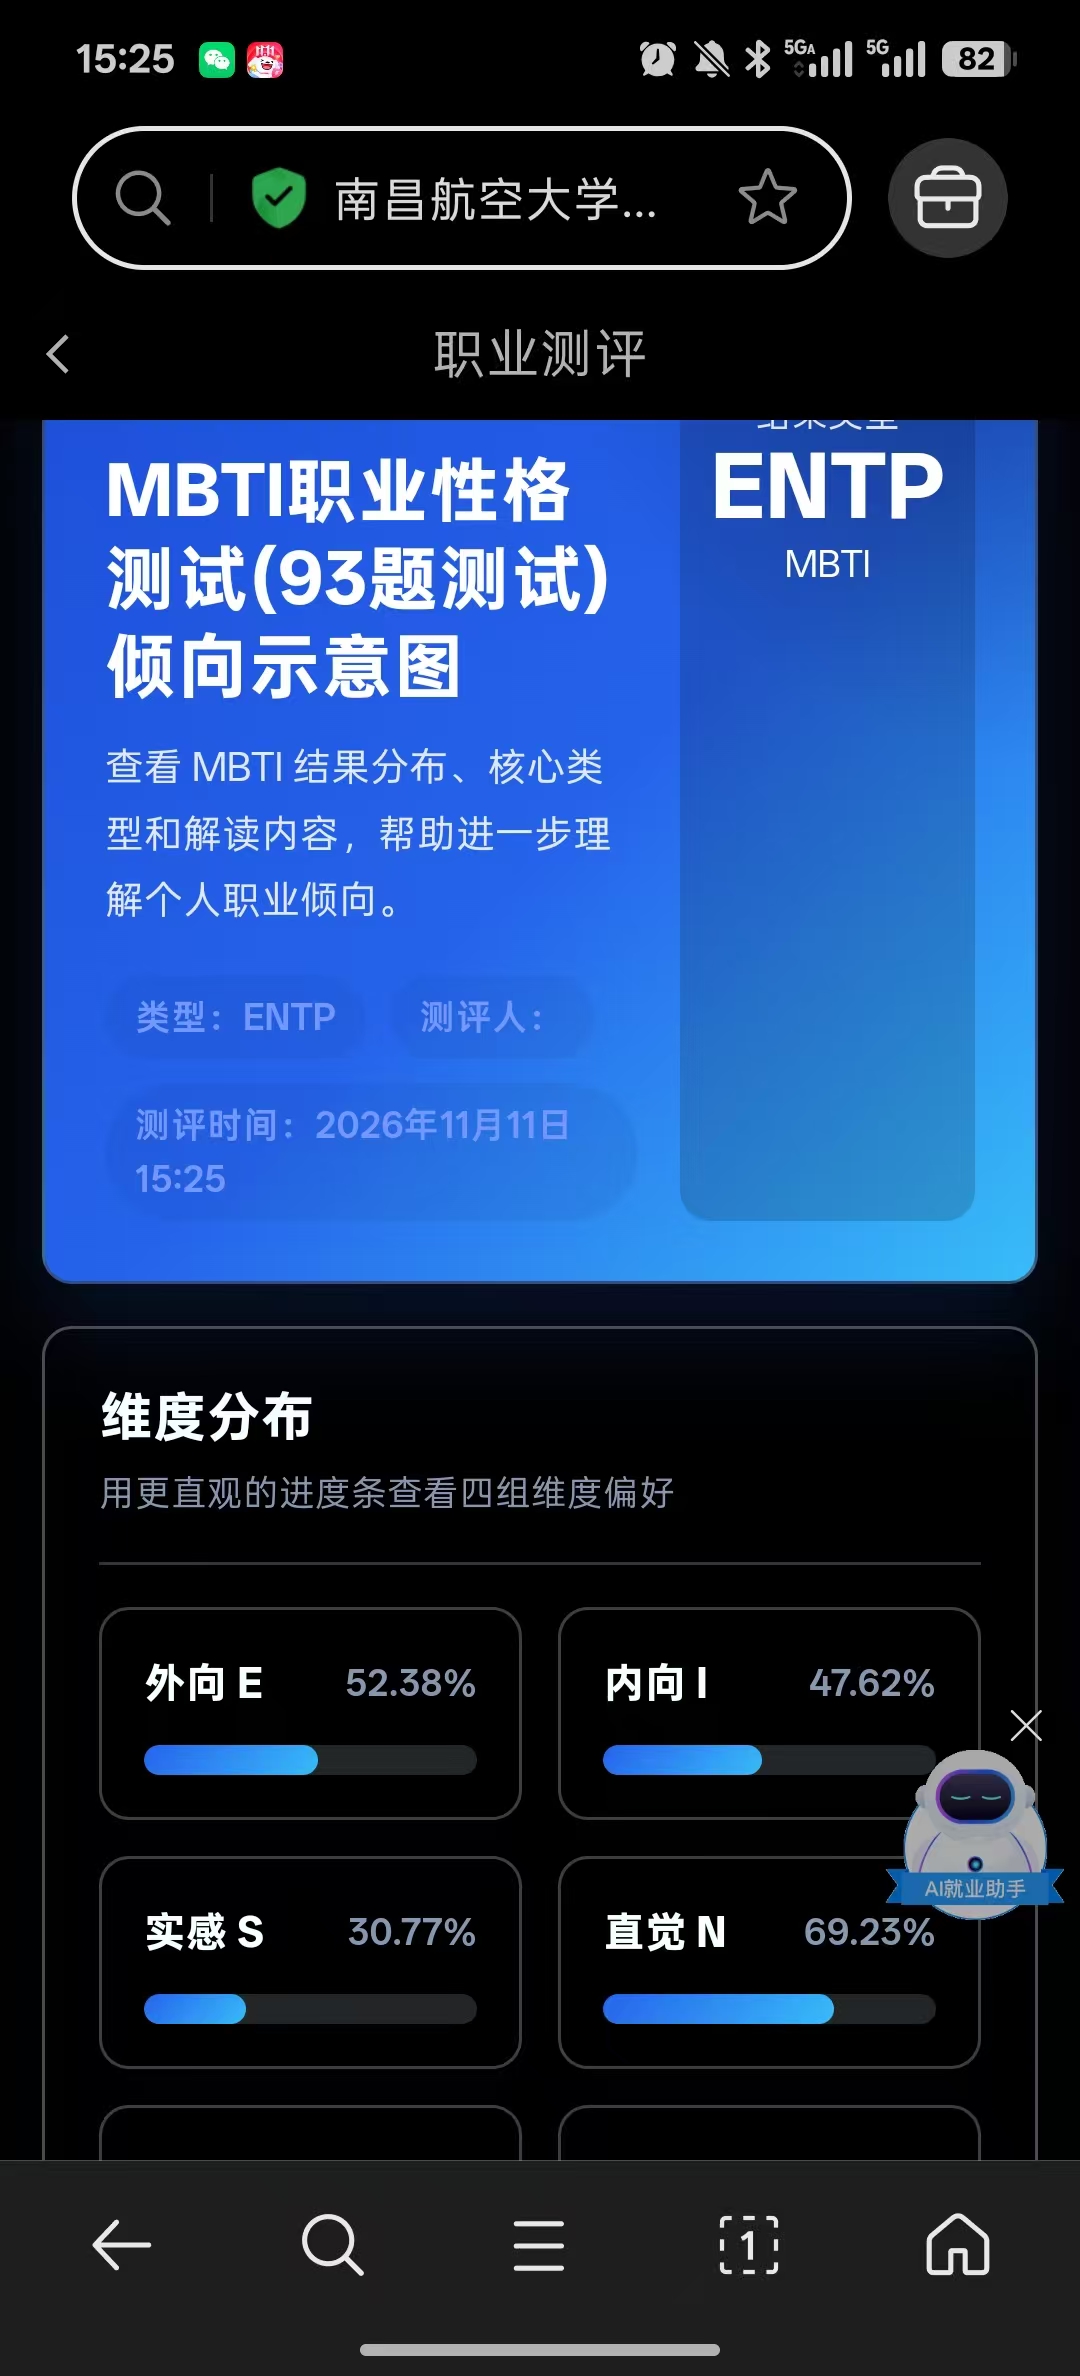 15:25
5GA
5G
82
南昌航空大学...
职业测评
结果类型
ENTP
MBTI
MBTI职业性格
测试(93题测试)
倾向示意图
查看 MBTI 结果分布、核心类
型和解读内容，帮助进一步理
解个人职业倾向。
类型：ENTP
测评人：
测评时间：2026年11月11日
15:25
维度分布
用更直观的进度条查看四组维度偏好
外向 E 52.38%
内向 I 47.62%
实感 S 30.77%
直觉 N 69.23%
AI就业助手
1